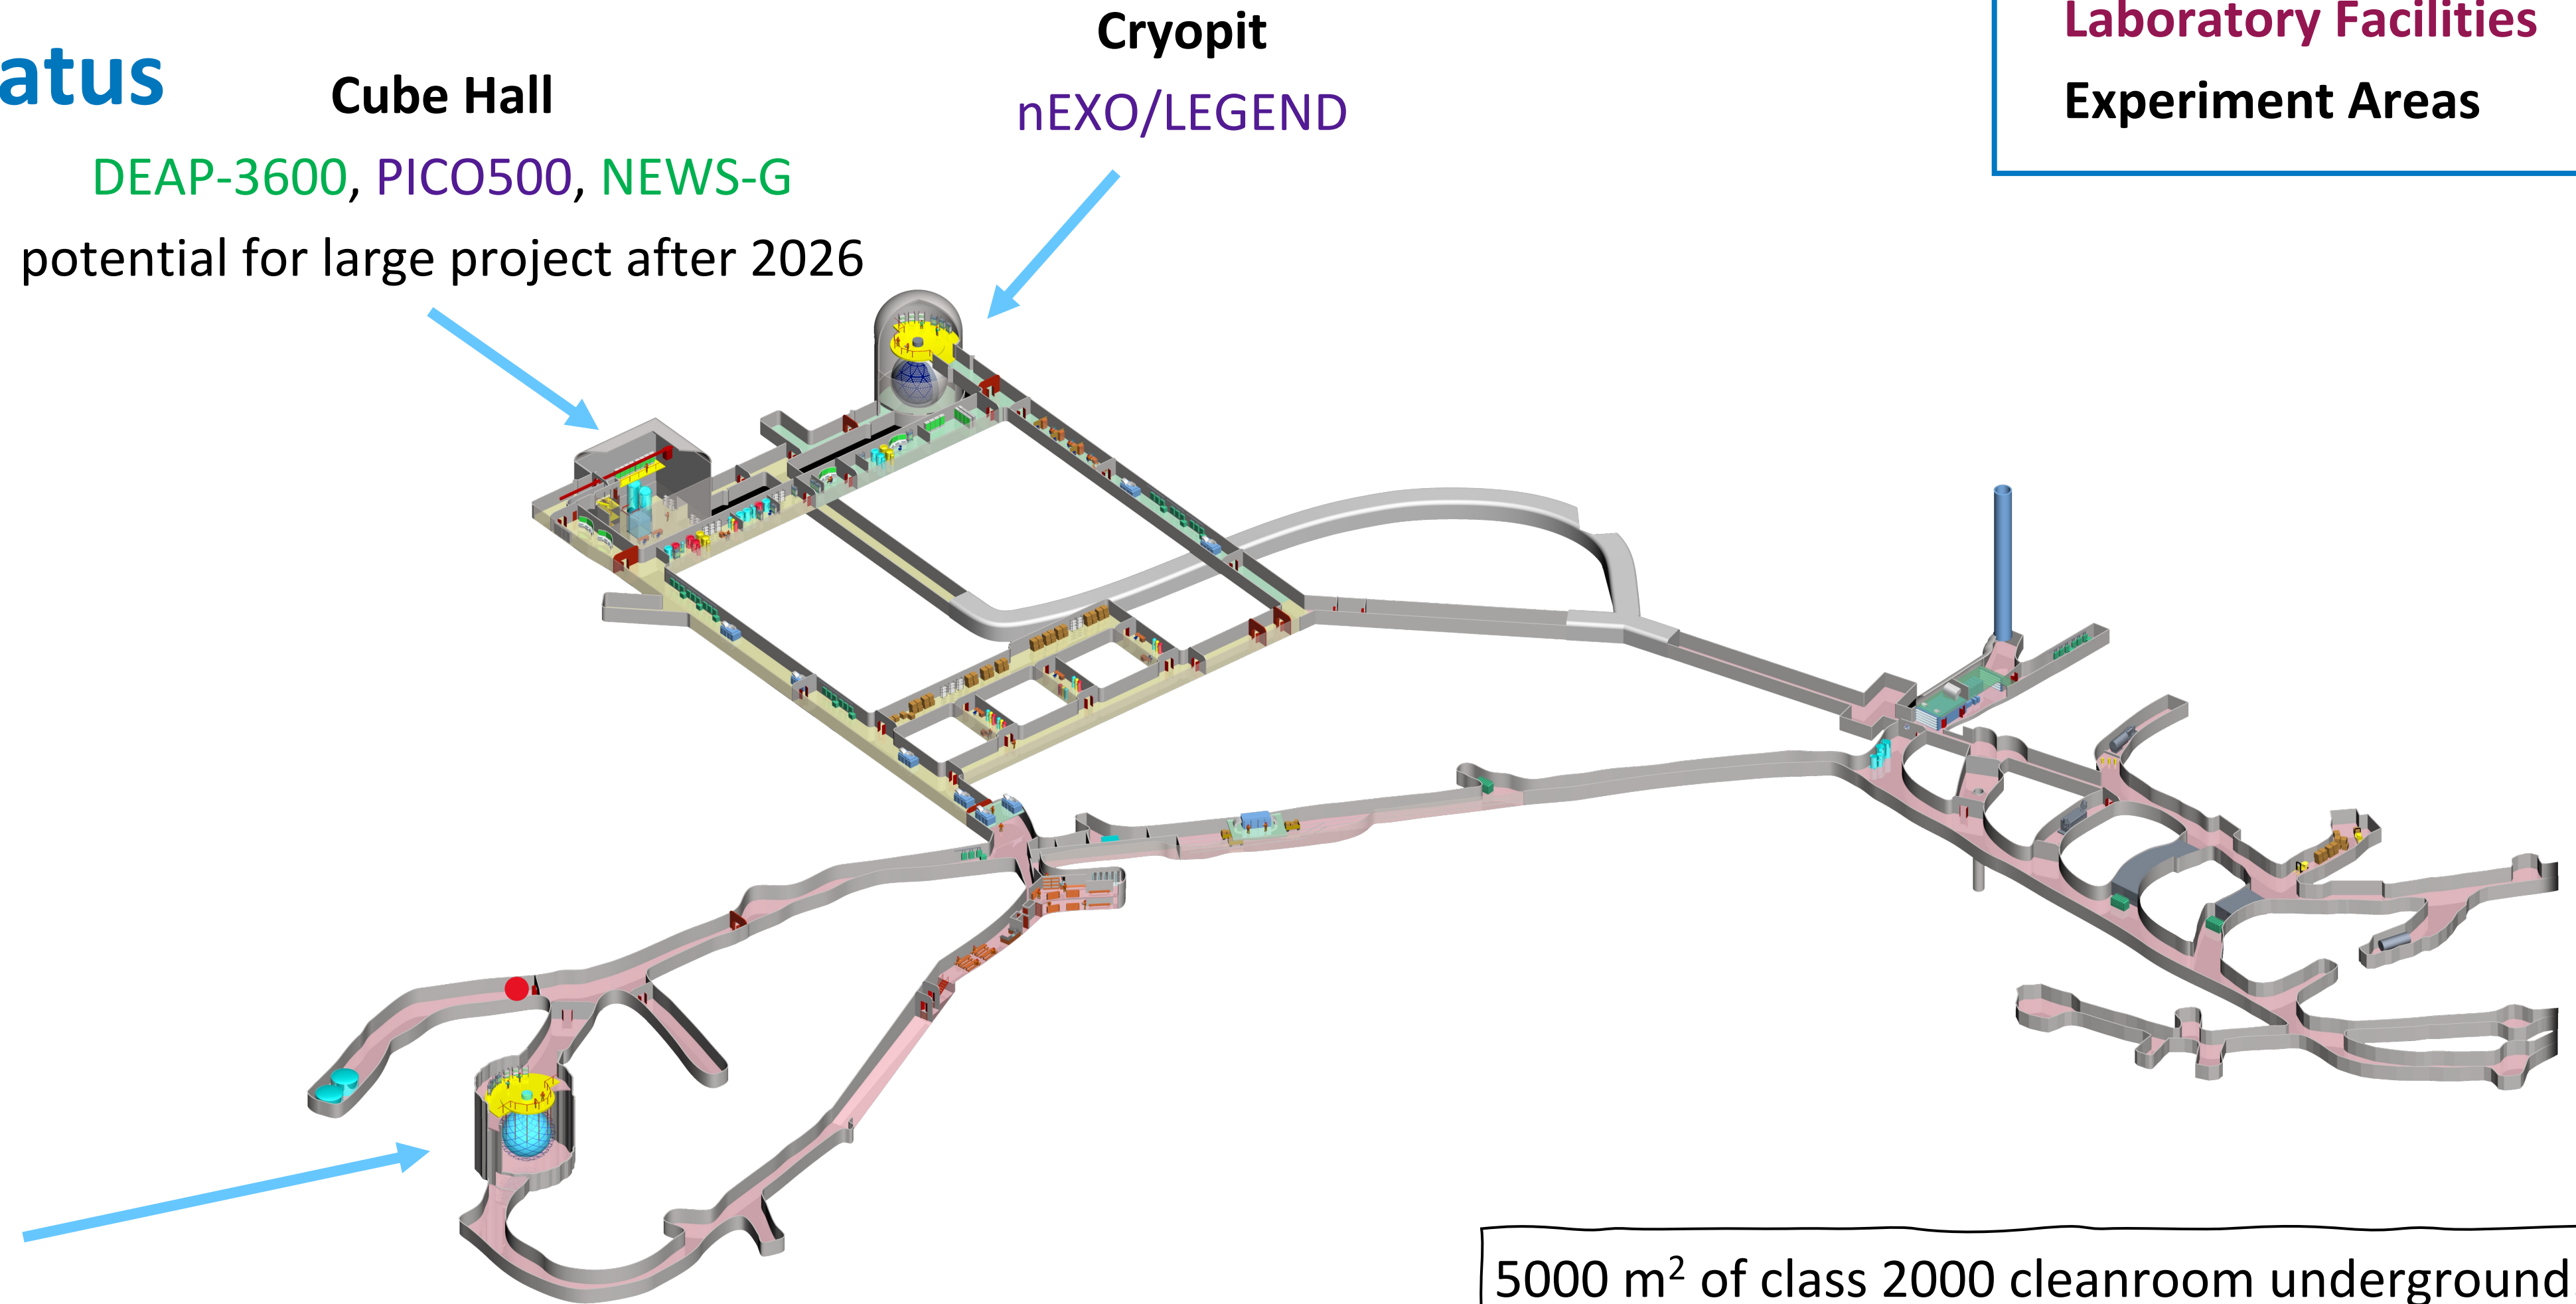 atus
Cube Hall
DEAP-3600, PICO500, NEWS-G
potential for large project after 2026
Cryopit
nEXO/LEGEND
Laboratory Facilities
Experiment Areas
5000 m² of class 2000 cleanroom underground